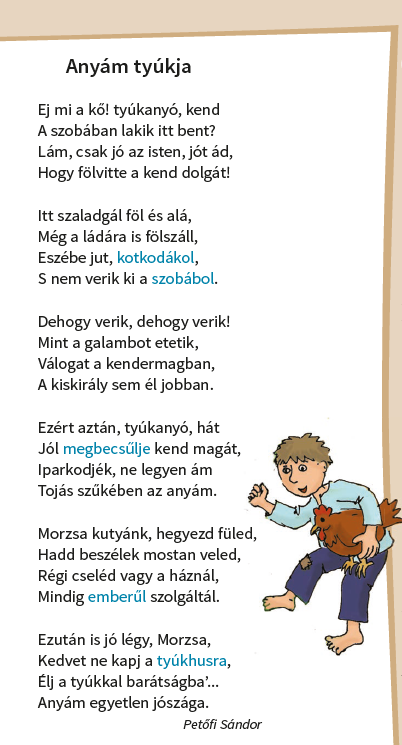 Anyám tyúkja
Ej mi a kő! tyúkanyó, kend
A szobában lakik itt bent?
Lám, csak jó az isten, jót ád,
Hogy fölvitte a kend dolgát!
Itt szaladgál föl és alá,
Még a ládára is fölszáll,
Eszébe jut, kotkodákol,
S nem verik ki a szobábol.
Dehogy verik, dehogy verik!
Mint a galambot etetik,
Válogat a kendermagban,
A kiskirály sem él jobban.
Ezért aztán, tyúkanyó, hát
Jól megbecsűlje kend magát,
Iparkodjék, ne legyen ám
Tojás szűkében az anyám.
Morzsa kutyánk, hegyezd füled,
Hadd beszélek mostan veled,
Régi cseléd vagy a háznál,
Mindig emberűl szolgáltál.
Ezután is jó légy, Morzsa,
Kedvet ne kapj a tyúkhusra,
Élj a tyúkkal barátságba'...
Anyám egyetlen jószága.
Petőfi Sándor